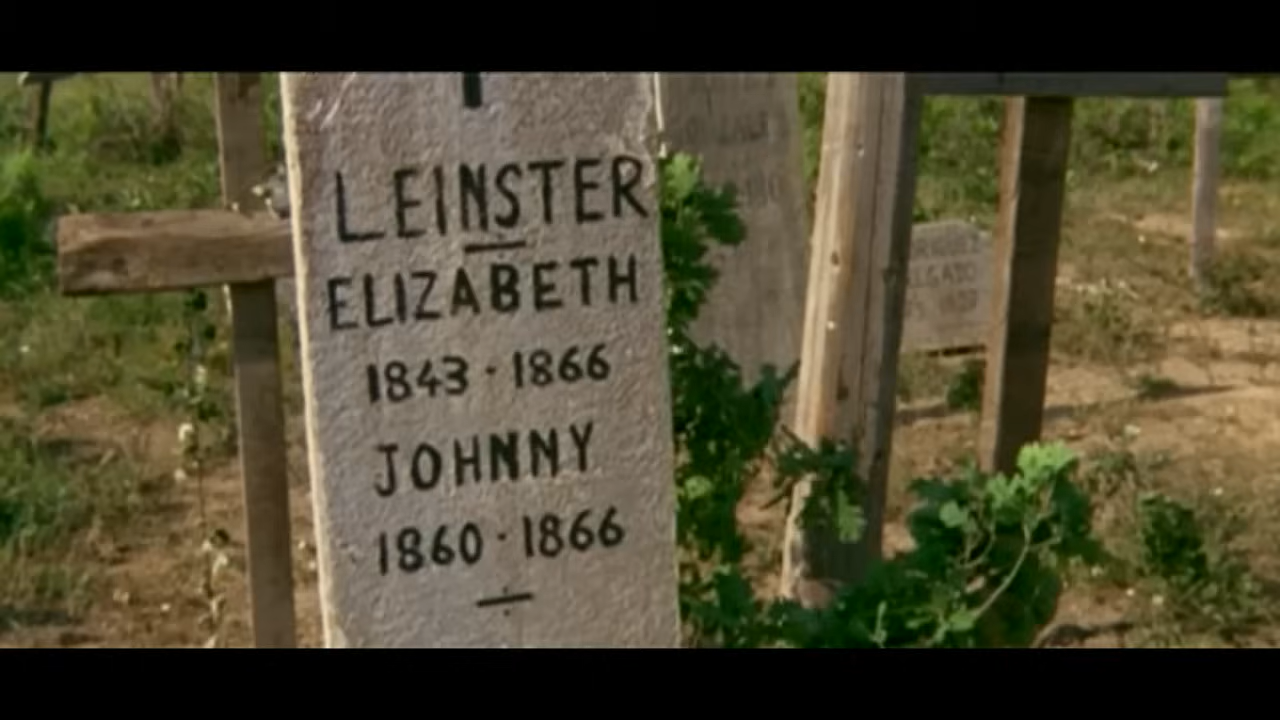 LEINSTER
ELIZABETH
1843 · 1866
JOHNNY
1860 · 1866